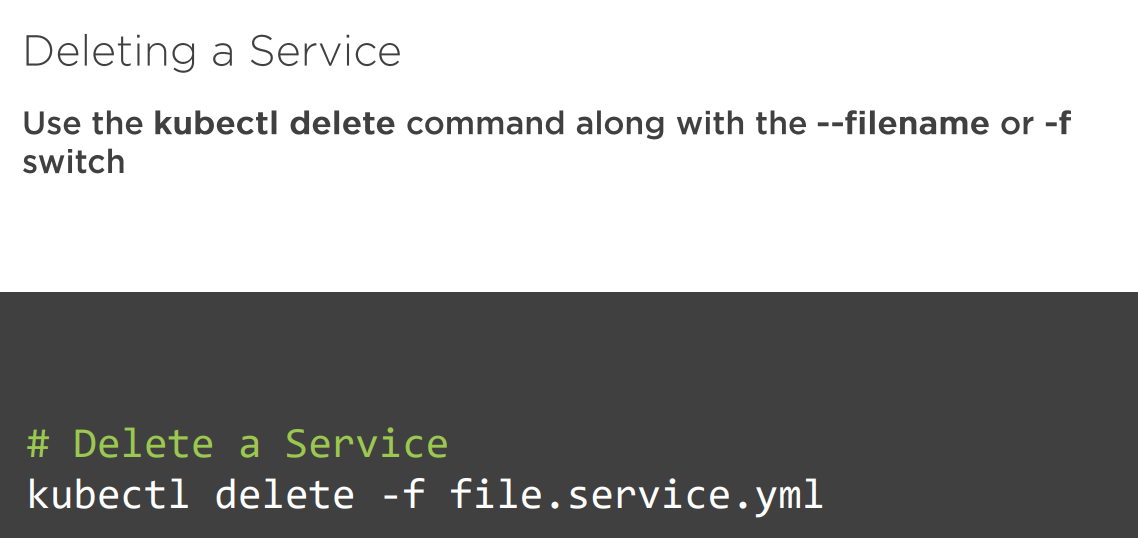 Deleting a Service
Use the kubectl delete command along with the --filename or -f
switch
# Delete a Service
kubectl delete -f file.service.yml